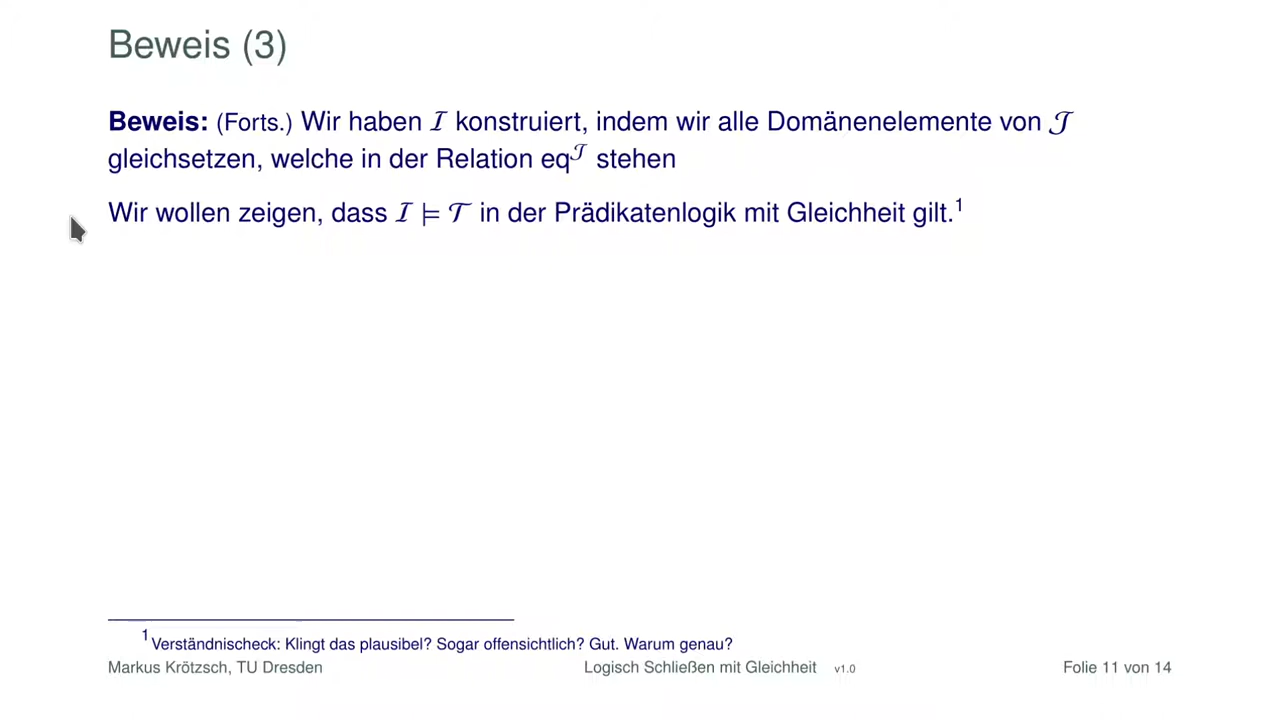 Beweis (3)
Beweis: (Forts.) Wir haben 𝓘 konstruiert, indem wir alle Domänenelemente von 𝓙
gleichsetzen, welche in der Relation eq^𝓙 stehen
Wir wollen zeigen, dass 𝓘 ⊨ 𝓣 in der Prädikatenlogik mit Gleichheit gilt.¹
¹Verständnischeck: Klingt das plausibel? Sogar offensichtlich? Gut. Warum genau?
Markus Krötzsch, TU Dresden Logisch Schließen mit Gleichheit v1.0 Folie 11 von 14